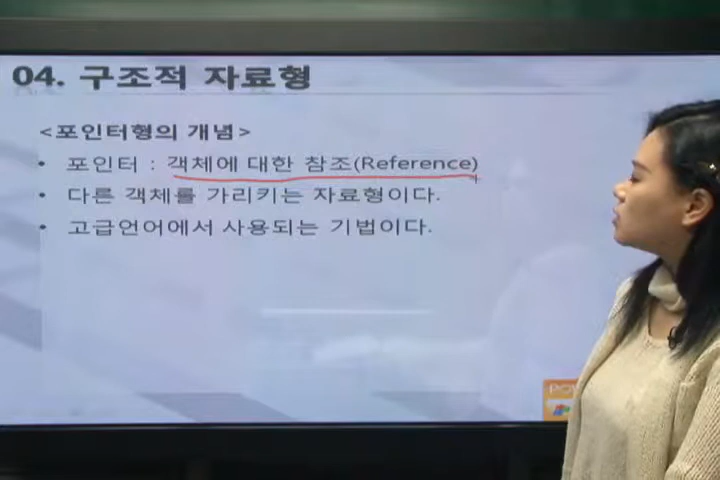 04. 구조적 자료형
<포인터형의 개념>
• 포인터 : 객체에 대한 참조(Reference)
• 다른 객체를 가리키는 자료형이다.
• 고급언어에서 사용되는 기법이다.